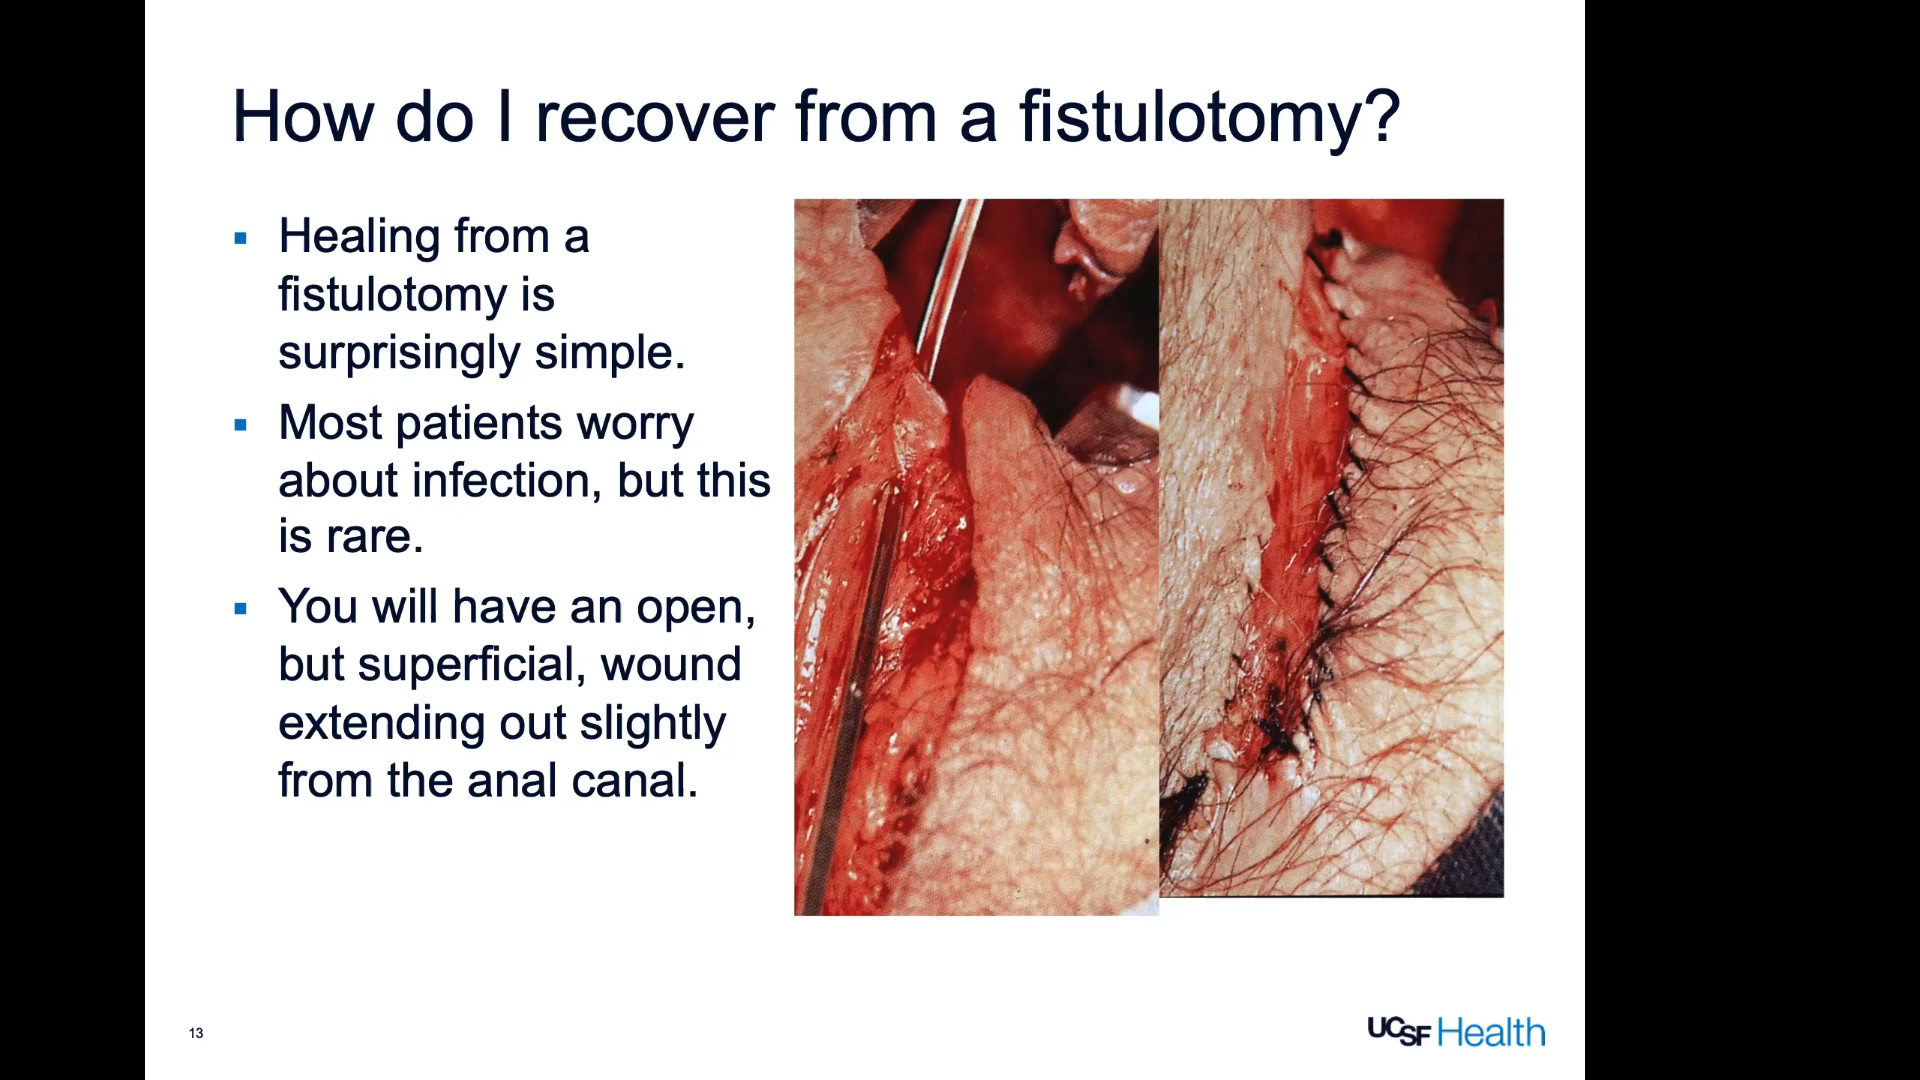 How do I recover from a fistulotomy?
▪ Healing from a
fistulotomy is
surprisingly simple.
▪ Most patients worry
about infection, but this
is rare.
▪ You will have an open,
but superficial, wound
extending out slightly
from the anal canal.
13
UCSF Health